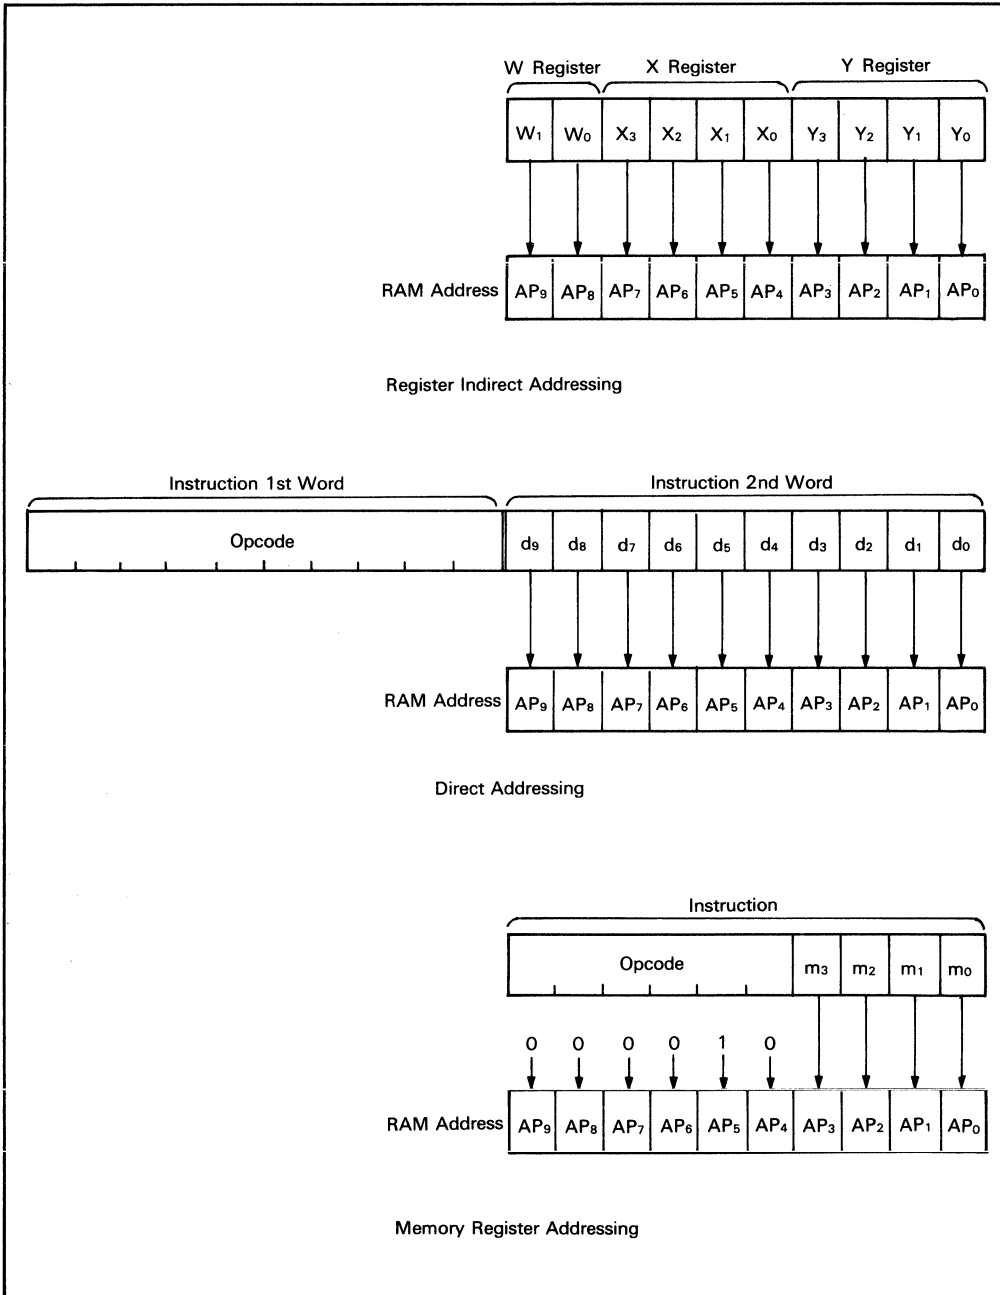 W Register X Register Y Register
W1 W0 X3 X2 X1 X0 Y3 Y2 Y1 Y0
RAM Address AP9 AP8 AP7 AP6 AP5 AP4 AP3 AP2 AP1 AP0
Register Indirect Addressing
Instruction 1st Word Instruction 2nd Word
Opcode d9 d8 d7 d6 d5 d4 d3 d2 d1 d0
RAM Address AP9 AP8 AP7 AP6 AP5 AP4 AP3 AP2 AP1 AP0
Direct Addressing
Instruction
Opcode m3 m2 m1 m0
0 0 0 0 1 0
RAM Address AP9 AP8 AP7 AP6 AP5 AP4 AP3 AP2 AP1 AP0
Memory Register Addressing